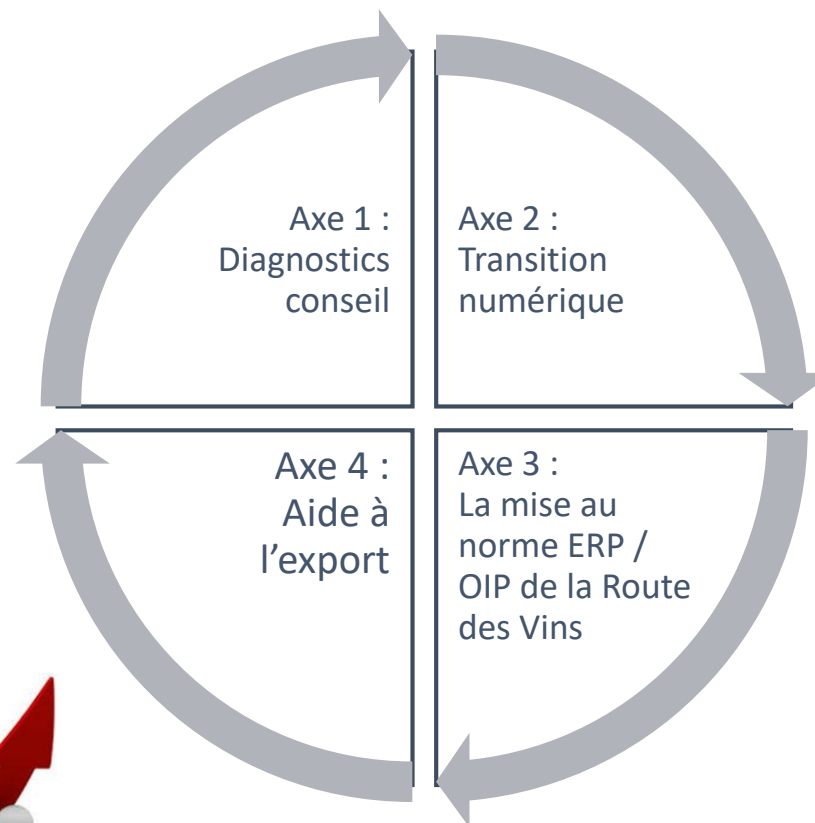 Axe 1 :
Diagnostics
conseil
Axe 2 :
Transition
numérique
Axe 3 :
La mise au
norme ERP /
OIP de la Route
des Vins
Axe 4 :
Aide à
l’export